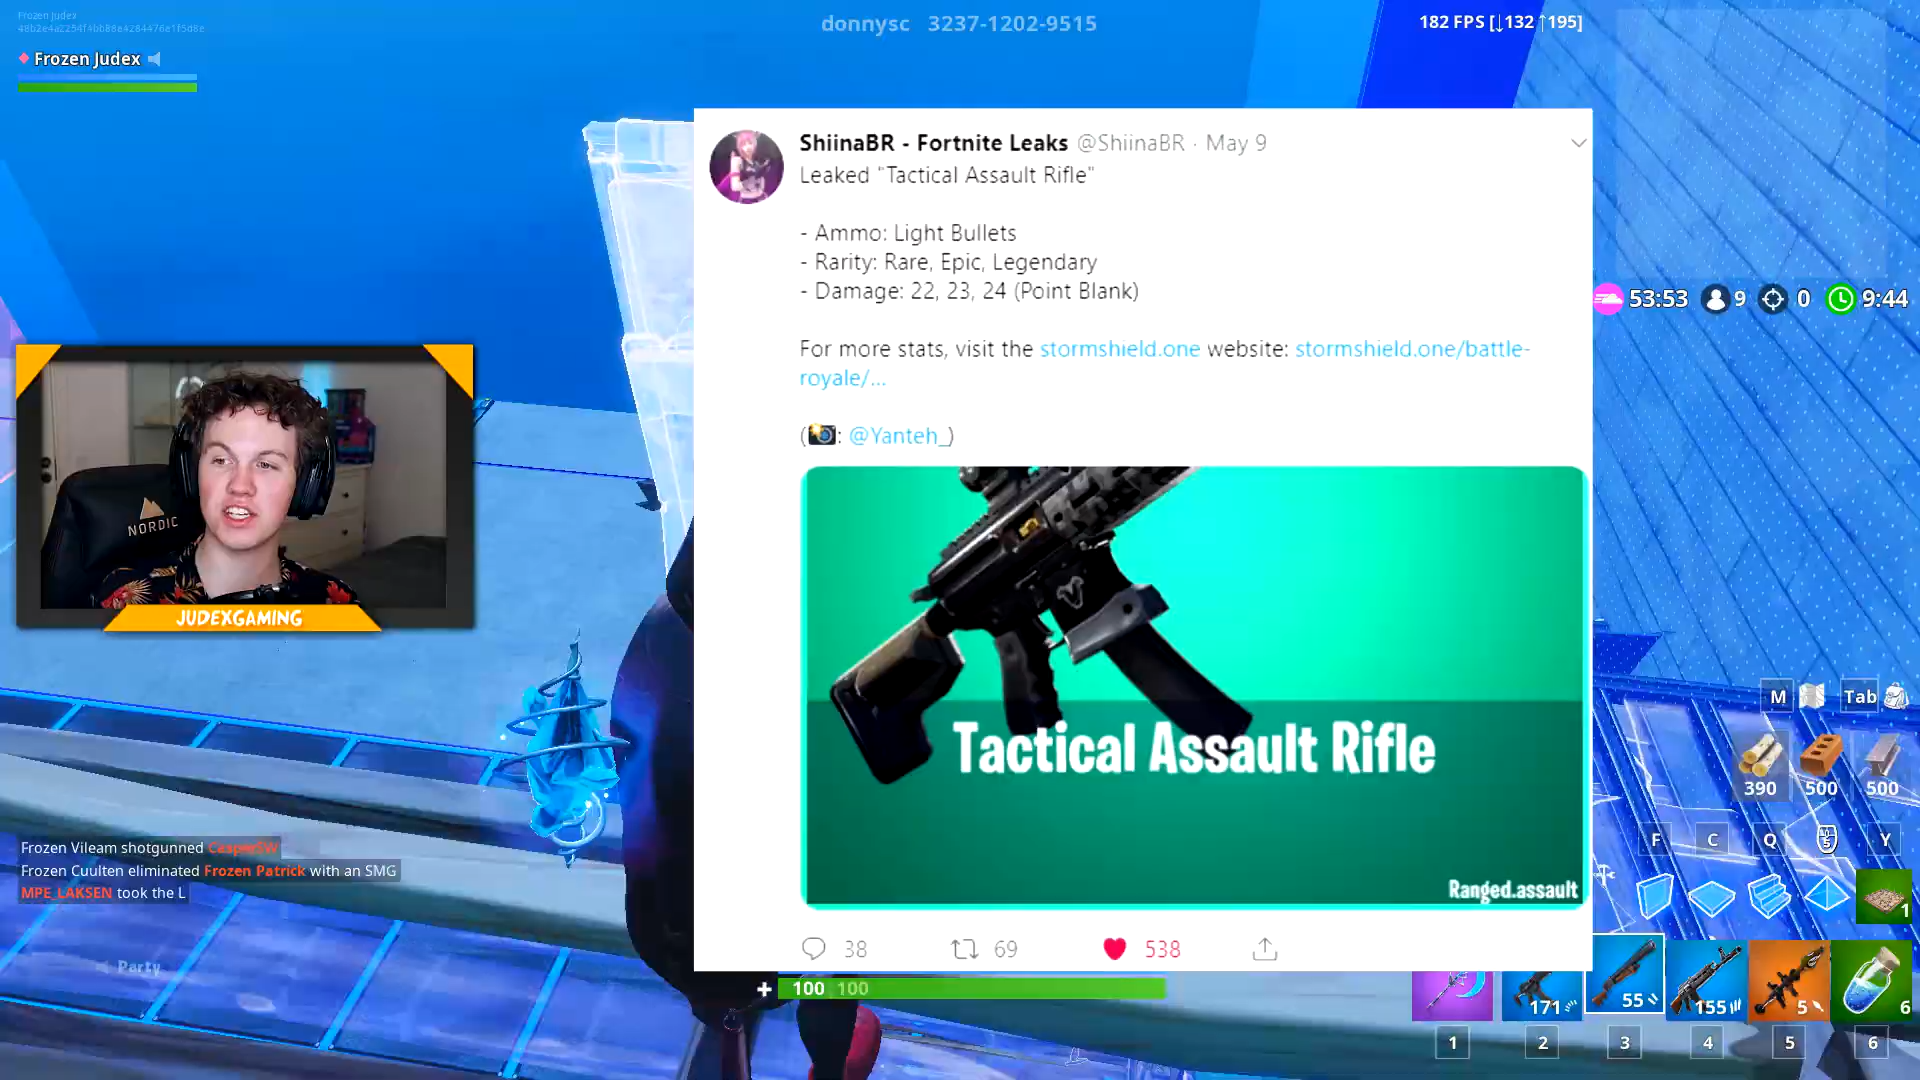 Frozen Judex
donnysc 3237-1202-9515
182 FPS [↓132 ↑195]
Frozen Judex
ShiinaBR - Fortnite Leaks @ShiinaBR · May 9
Leaked "Tactical Assault Rifle"
- Ammo: Light Bullets
- Rarity: Rare, Epic, Legendary
- Damage: 22, 23, 24 (Point Blank)
For more stats, visit the stormshield.one website: stormshield.one/battle-
royale/...
(📸: @Yanteh_)
Tactical Assault Rifle
Ranged.assault
38 69 538
53:53 9 0 9:44
NORDIC
JUDEXGAMING
M Tab
390 500 500
F C Q Y
1
Frozen Vileam shotgunned CasperSW
Frozen Cuulten eliminated Frozen Patrick with an SMG
MPE_LAKSEN took the L
Party
+ 100 100
171 55 155 5 6
1 2 3 4 5 6